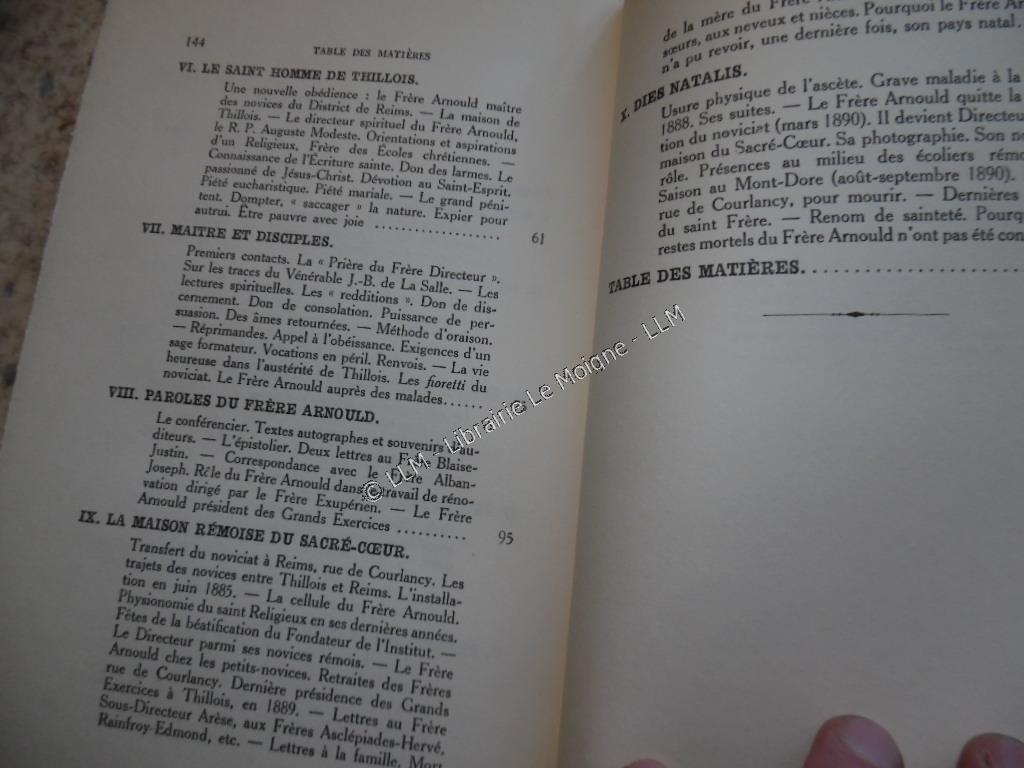 144
TABLE DES MATIÈRES
VI. LE SAINT HOMME DE THILLOIS.
Une nouvelle obédience : le Frère Arnould maître
des novices du District de Reims. — La maison de
Thillois. — Le directeur spirituel du Frère Arnould,
le R. P. Auguste Modeste. Orientations et aspirations
d'un Religieux, Frère des Écoles chrétiennes. —
Connaissance de l'Écriture sainte. Don des larmes. Le
passionné de Jésus-Christ. Dévotion au Saint-Esprit.
Piété eucharistique. Piété mariale. — Le grand péni-
tent. Dompter, « saccager » la nature. Expier pour
autrui. Être pauvre avec joie .................. 61
VII. MAITRE ET DISCIPLES.
Premiers contacts. La « Prière du Frère Directeur ».
Sur les traces du Vénérable J.-B. de La Salle. — Les
lectures spirituelles. Les « redditions ». Don de dis-
cernement. Don de consolation. Puissance de per-
suasion. Des âmes retournées. — Méthode d'oraison.
— Réprimandes. Appel à l'obéissance. Exigences d'un
sage formateur. Vocations en péril. Renvois. — La vie
heureuse dans l'austérité de Thillois. Les fioretti du
noviciat. Le Frère Arnould auprès des malades......
VIII. PAROLES DU FRÈRE ARNOULD.
Le conférencier. Textes autographes et souvenirs d'au-
diteurs. — L'épistolier. Deux lettres au Frère Blaise-
Justin. — Correspondance avec le Frère Alban-
Joseph. Rôle du Frère Arnould dans le travail de réno-
vation dirigé par le Frère Exupérien. — Le Frère
Arnould président des Grands Exercices .......... 95
IX. LA MAISON RÉMOISE DU SACRÉ-CŒUR.
Transfert du noviciat à Reims, rue de Courlancy. Les
trajets des novices entre Thillois et Reims. L'installa-
tion en juin 1885. — La cellule du Frère Arnould.
Physionomie du saint Religieux en ses dernières années.
Fêtes de la béatification du Fondateur de l'Institut. —
Le Directeur parmi ses novices rémois. — Le Frère
Arnould chez les petits-novices. Retraites des Frères
rue de Courlancy. Dernière présidence des Grands
Exercices à Thillois, en 1889. — Lettres au Frère
Sous-Directeur Arèse, aux Frères Asclépiades-Hervé,
Rainfroy-Edmond, etc. — Lettres à la famille. Mort
de la mère du Frère
sœurs, aux neveux et nièces. Pourquoi le Frère Ar
n'a pu revoir, une dernière fois, son pays natal.
X. DIES NATALIS.
Usure physique de l'ascète. Grave maladie à la
1888. Ses suites. — Le Frère Arnould quitte la
tion du noviciat (mars 1890). Il devient Directeu
maison du Sacré-Cœur. Sa photographie. Son no
rôle. Présences au milieu des écoliers rémo
Saison au Mont-Dore (août-septembre 1890).
rue de Courlancy, pour mourir. — Dernières
du saint Frère. — Renom de sainteté. Pourq
restes mortels du Frère Arnould n'ont pas été con
TABLE DES MATIÈRES..................
© LLM - Librairie Le Moigne - LLM